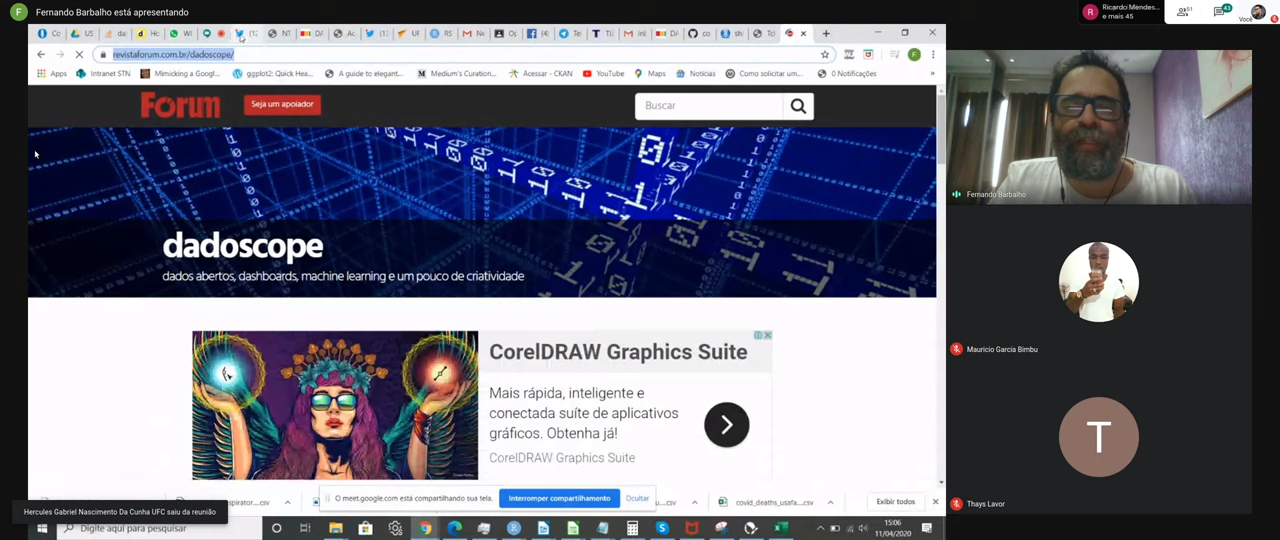 F Fernando Barbalho está apresentando
Ricardo Mendes...
e mais 45
51
43
Você
revistaforum.com.br/dadoscope/
F
Apps
Intranet STN
Mimicking a Googl...
ggplot2: Quick Hea...
A guide to elegant...
Medium's Curation...
Acessar - CKAN
YouTube
Maps
Notícias
Como solicitar um...
0 Notificações
Forum
Seja um apoiador
Buscar
dadoscope
dados abertos, dashboards, machine learning e um pouco de criatividade
CorelDRAW Graphics Suite
Mais rápida, inteligente e
conectada suíte de aplicativos
gráficos. Obtenha já!
CorelDRAW Graphics Suite
O meet.google.com está compartilhando sua tela.
Interromper compartilhamento
Ocultar
covid_deaths_usafa....csv
Exibir todos
Hercules Gabriel Nascimento Da Cunha UFC saiu da reunião
Digite aqui para pesquisar
15:06
11/04/2020
Fernando Barbalho
Mauricio Garcia Bimbu
T
Thays Lavor